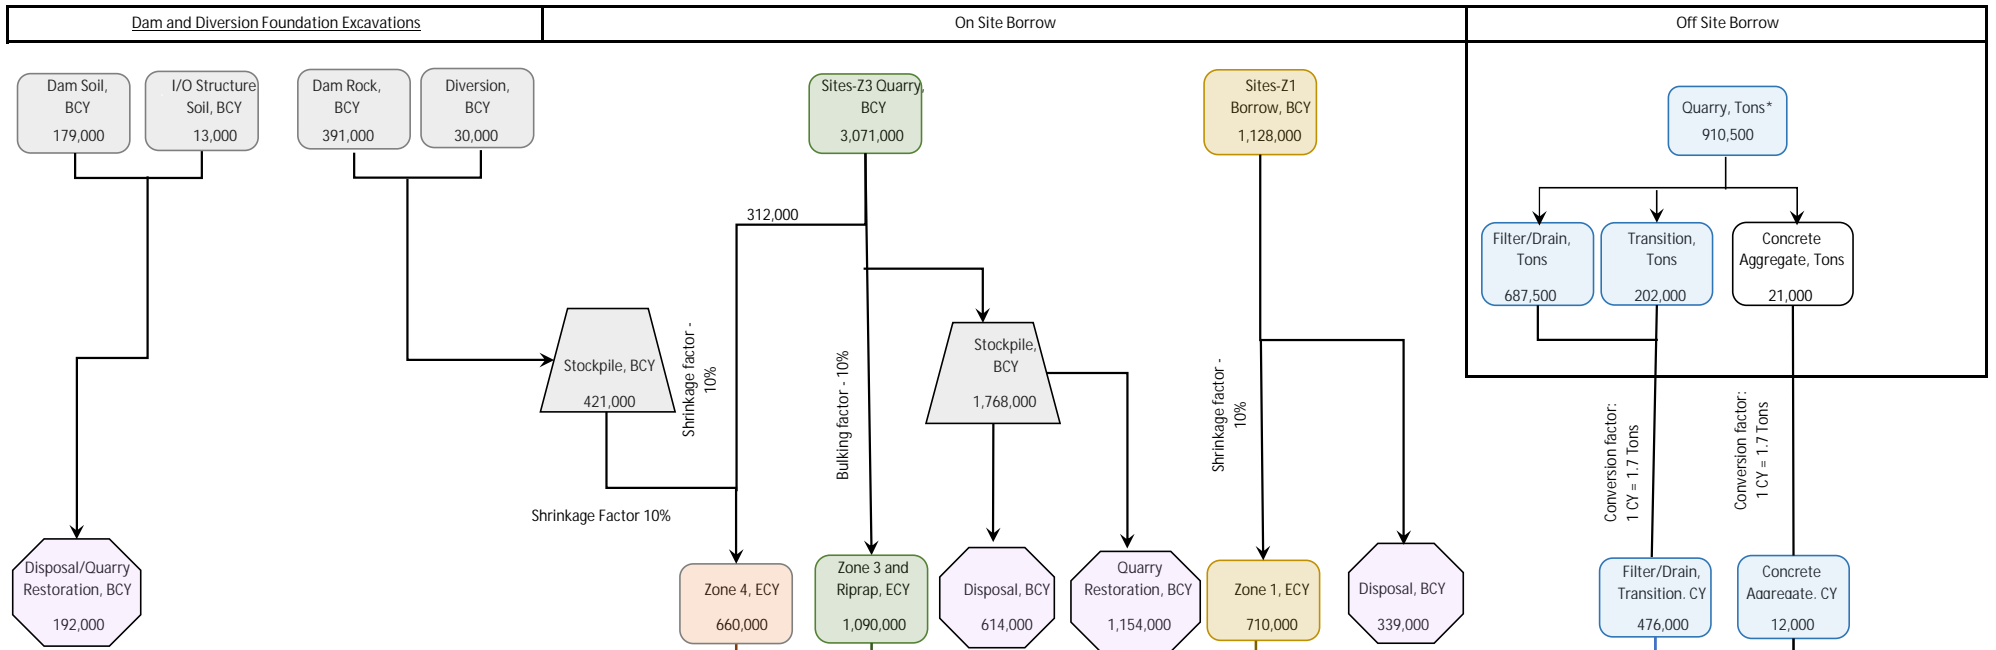 Dam and Diversion Foundation Excavations
On Site Borrow
Off Site Borrow
Dam Soil,
BCY
179,000
I/O Structure
Soil, BCY
13,000
Dam Rock,
BCY
391,000
Diversion,
BCY
30,000
Sites-Z3 Quarry,
BCY
3,071,000
Sites-Z1
Borrow, BCY
1,128,000
Quarry, Tons*
910,500
312,000
Filter/Drain,
Tons
687,500
Transition,
Tons
202,000
Concrete
Aggregate, Tons
21,000
Stockpile, BCY
421,000
Shrinkage factor -
10%
Bulking factor - 10%
Stockpile,
BCY
1,768,000
Shrinkage factor -
10%
Conversion factor:
1 CY = 1.7 Tons
Conversion factor:
1 CY = 1.7 Tons
Shrinkage Factor 10%
Disposal/Quarry
Restoration, BCY
192,000
Zone 4, ECY
660,000
Zone 3 and
Riprap, ECY
1,090,000
Disposal, BCY
614,000
Quarry
Restoration, BCY
1,154,000
Zone 1, ECY
710,000
Disposal, BCY
339,000
Filter/Drain,
Transition. CY
476,000
Concrete
Aggregate. CY
12,000